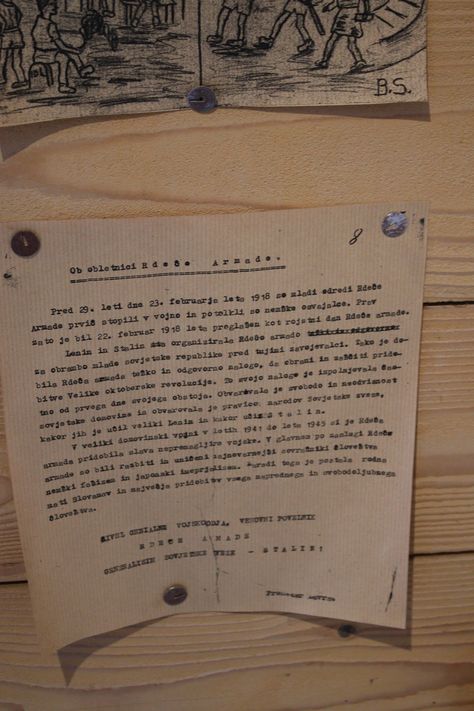 B.S.
8
Ob obletnici Rdeče Armade.
Pred 29. leti dne 23. februarja leta 1918 so mladi odredi Rdeče
Armade prvič stopili v vojno in potolkli so nemške osvajalce. Prav
zato je bil 22. februar 1918 leta preglašen kot rojstni dan Rdeče armade.
Lenin in Stalin sta organizirala Rdečo armado
za obrambo mlade sovjetske republike pred tujimi zavojevalci. Tako je do-
bila Rdeča armada težko in odgovorno nalogo, da obrani in zaščiti prido-
bitve Velike oktoberske revolucije. To svojo nalogo je izpolnjevala čas-
tno od prvega dne svojega obstoja. Obvarovala je svobodo in neodvisnost
sovjetske domovine in obvarovala je pravice narodov Sovjetske zveze,
kakor jih je učil veliki Lenin in kakor uči Stalin.
V veliki domovinski vojni v letih 1941 do leta 1945 si je Rdeča
armada pridobila slavo nepremagljive vojske. V glavnem po zaslugi Rdeče
armade so bili razbiti in uničeni najnevarnejši sovražniki človeštva
nemški fašizem in japonski imperjalizem. Zaradi tega je postala rodna
mati Slovanov in največja pridobitev vsega naprednega in svobodoljubnega
človeštva.
ŽIVEL GENIALNI VOJSKOVODJA, VRHOVNI POVELJNIK
RDEČE ARMADE
GENERALISIM SOVJETSKE ZVEZE - STALIN!